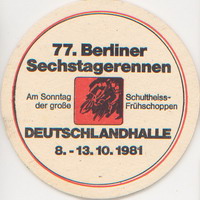 77. Berliner
Sechstagerennen
Am Sonntag Schultheiss-
der große Frühschoppen
DEUTSCHLANDHALLE
8. - 13. 10. 1981